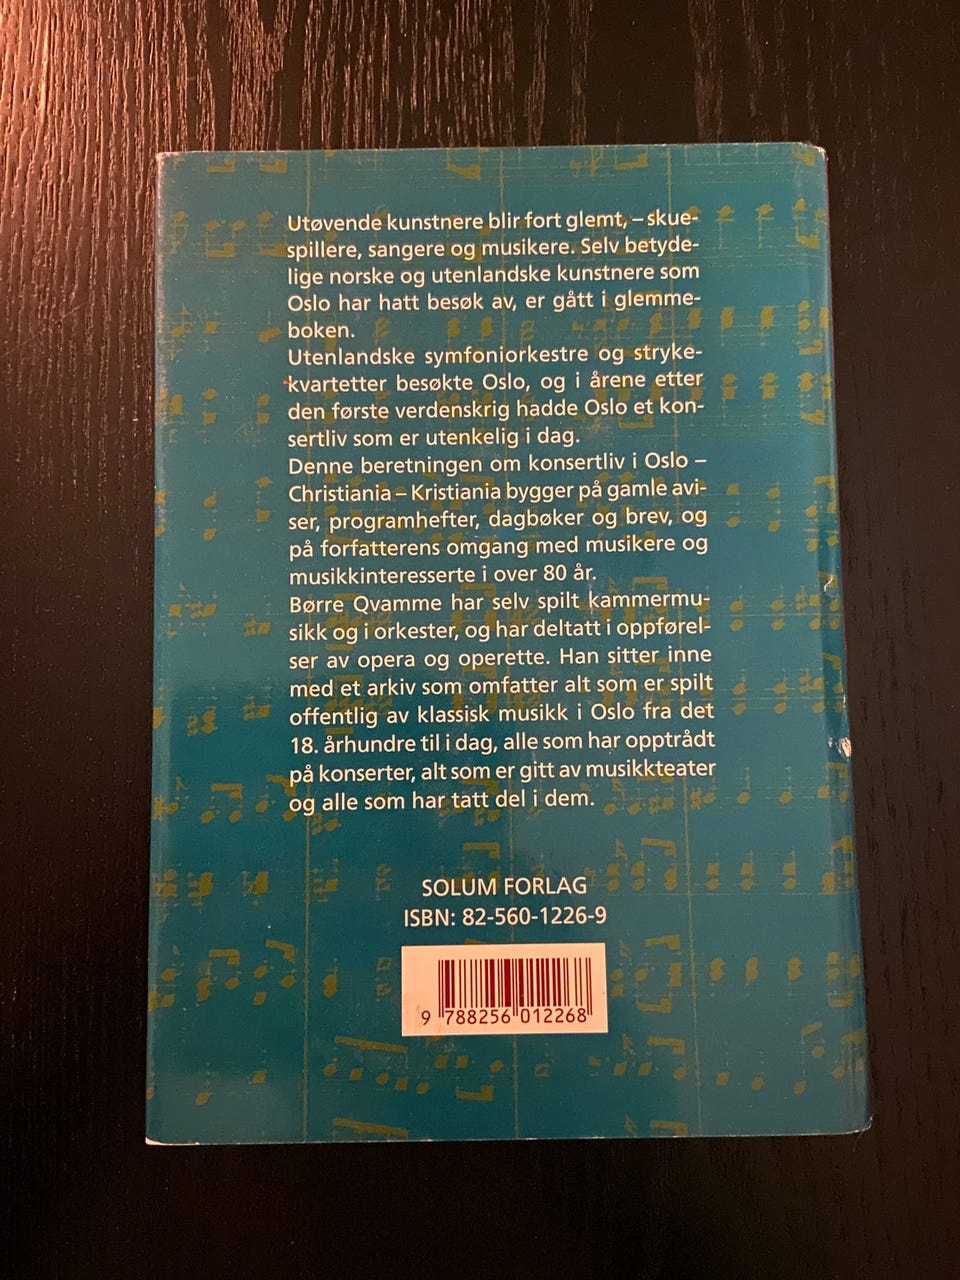 Utøvende kunstnere blir fort glemt, – skue-
spillere, sangere og musikere. Selv betyde-
lige norske og utenlandske kunstnere som
Oslo har hatt besøk av, er gått i glemme-
boken.
Utenlandske symfoniorkestre og stryke-
kvartetter besøkte Oslo, og i årene etter
den første verdenskrig hadde Oslo et kon-
sertliv som er utenkelig i dag.
Denne beretningen om konsertliv i Oslo –
Christiania – Kristiania bygger på gamle avi-
ser, programhefter, dagbøker og brev, og
på forfatterens omgang med musikere og
musikkinteresserte i over 80 år.
Børre Qvamme har selv spilt kammermu-
sikk og i orkester, og har deltatt i oppførel-
ser av opera og operette. Han sitter inne
med et arkiv som omfatter alt som er spilt
offentlig av klassisk musikk i Oslo fra det
18. århundre til i dag, alle som har opptrådt
på konserter, alt som er gitt av musikkteater
og alle som har tatt del i dem.
SOLUM FORLAG
ISBN: 82-560-1226-9
9 788256 012268